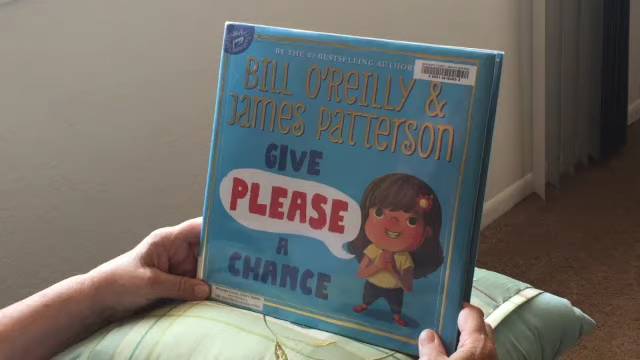 BY THE #1 BESTSELLING AUTHORS
BILL O'REILLY &
JAMES PATTERSON
GIVE
PLEASE
A
CHANCE